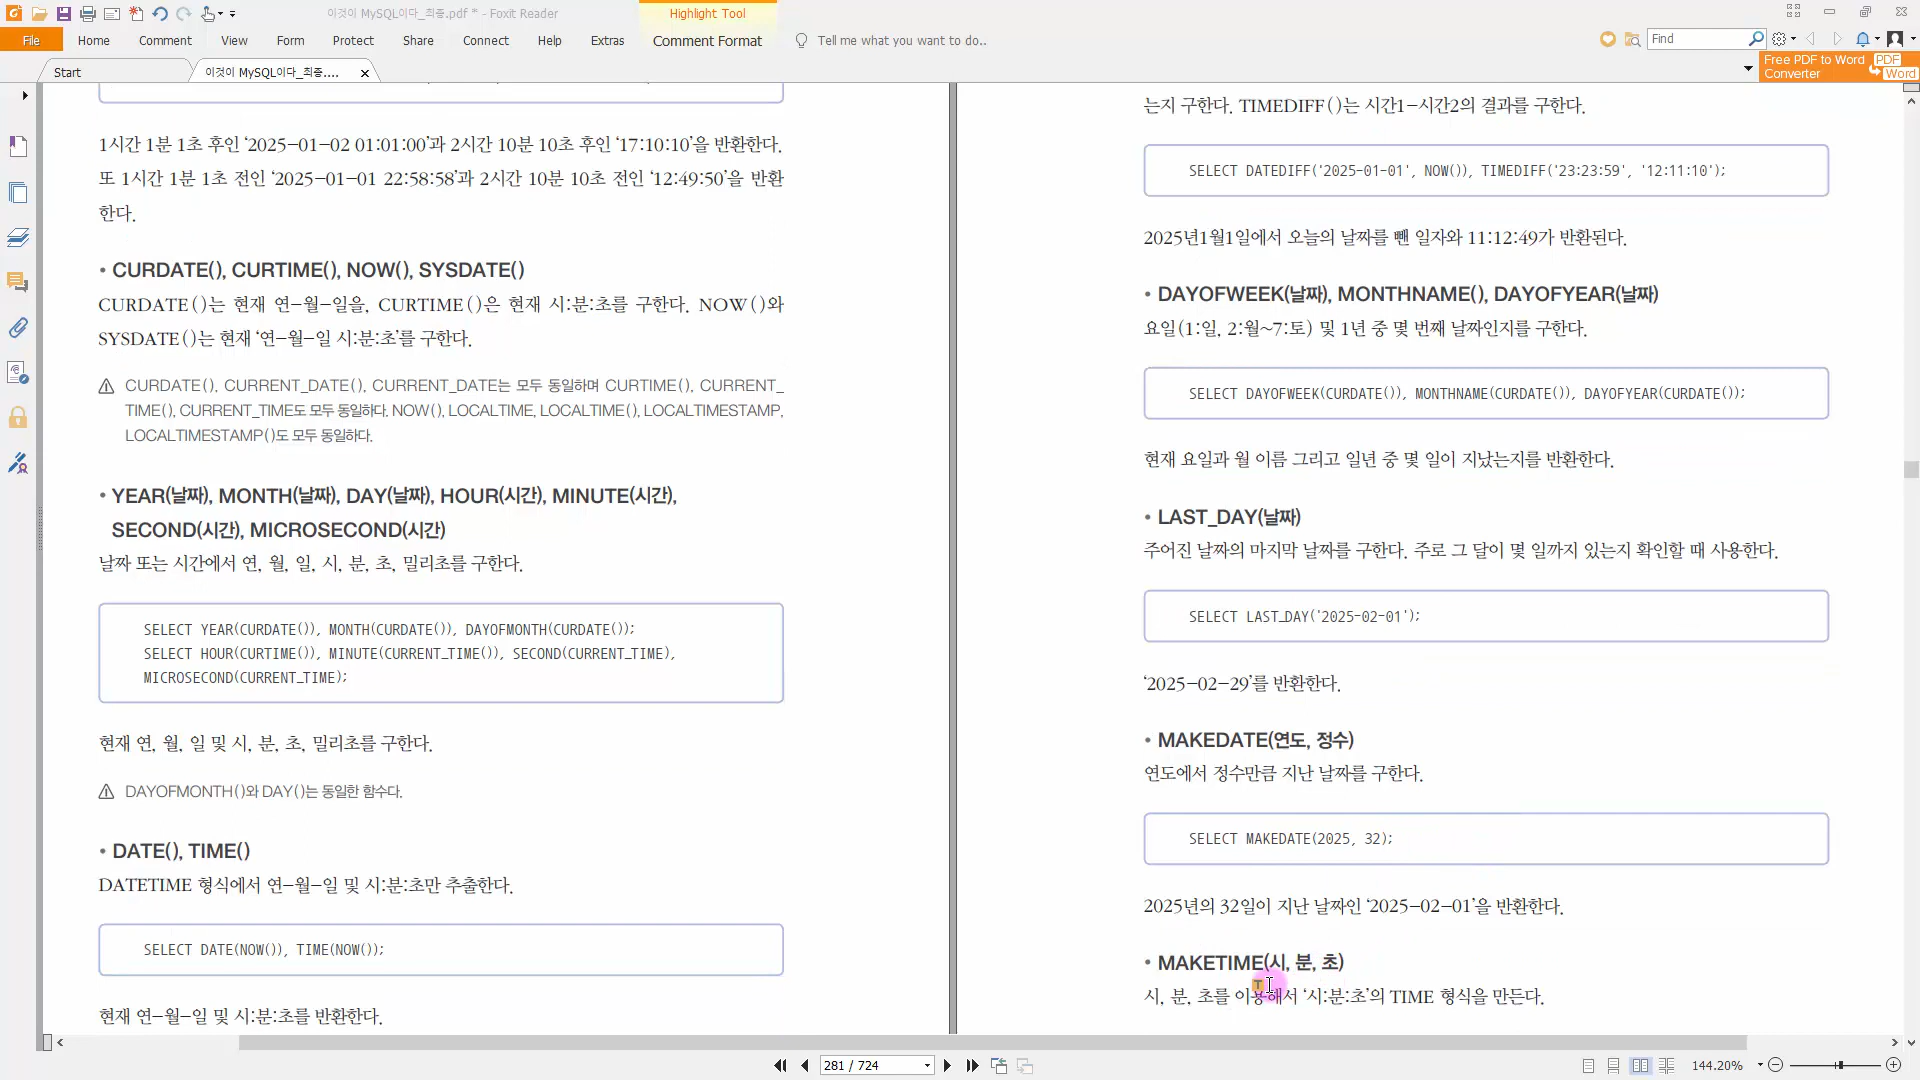 이것이 MySQL이다_최종.pdf * - Foxit Reader
Highlight Tool
File Home Comment View Form Protect Share Connect Help Extras Comment Format Tell me what you want to do.. Find
Start 이것이 MySQL이다_최종.... Free PDF to Word Converter PDF Word
1시간 1분 1초 후인 ‘2025-01-02 01:01:00’과 2시간 10분 10초 후인 ‘17:10:10’을 반환한다.
또 1시간 1분 1초 전인 ‘2025-01-01 22:58:58’과 2시간 10분 10초 전인 ‘12:49:50’을 반환
한다.
• CURDATE(), CURTIME(), NOW(), SYSDATE()
CURDATE()는 현재 연-월-일을, CURTIME()은 현재 시:분:초를 구한다. NOW()와
SYSDATE()는 현재 ‘연-월-일 시:분:초’를 구한다.
CURDATE(), CURRENT_DATE(), CURRENT_DATE는 모두 동일하며 CURTIME(), CURRENT_
TIME(), CURRENT_TIME도 모두 동일하다. NOW(), LOCALTIME, LOCALTIME(), LOCALTIMESTAMP,
LOCALTIMESTAMP()도 모두 동일하다.
• YEAR(날짜), MONTH(날짜), DAY(날짜), HOUR(시간), MINUTE(시간),
SECOND(시간), MICROSECOND(시간)
날짜 또는 시간에서 연, 월, 일, 시, 분, 초, 밀리초를 구한다.
SELECT YEAR(CURDATE()), MONTH(CURDATE()), DAYOFMONTH(CURDATE());
SELECT HOUR(CURTIME()), MINUTE(CURRENT_TIME()), SECOND(CURRENT_TIME),
MICROSECOND(CURRENT_TIME);
현재 연, 월, 일 및 시, 분, 초, 밀리초를 구한다.
DAYOFMONTH()와 DAY()는 동일한 함수다.
• DATE(), TIME()
DATETIME 형식에서 연-월-일 및 시:분:초만 추출한다.
SELECT DATE(NOW()), TIME(NOW());
현재 연-월-일 및 시:분:초를 반환한다.
는지 구한다. TIMEDIFF()는 시간1-시간2의 결과를 구한다.
SELECT DATEDIFF('2025-01-01', NOW()), TIMEDIFF('23:23:59', '12:11:10');
2025년1월1일에서 오늘의 날짜를 뺀 일자와 11:12:49가 반환된다.
• DAYOFWEEK(날짜), MONTHNAME(), DAYOFYEAR(날짜)
요일(1:일, 2:월~7:토) 및 1년 중 몇 번째 날짜인지를 구한다.
SELECT DAYOFWEEK(CURDATE()), MONTHNAME(CURDATE()), DAYOFYEAR(CURDATE());
현재 요일과 월 이름 그리고 일년 중 몇 일이 지났는지를 반환한다.
• LAST_DAY(날짜)
주어진 날짜의 마지막 날짜를 구한다. 주로 그 달이 몇 일까지 있는지 확인할 때 사용한다.
SELECT LAST_DAY('2025-02-01');
‘2025-02-29’를 반환한다.
• MAKEDATE(연도, 정수)
연도에서 정수만큼 지난 날짜를 구한다.
SELECT MAKEDATE(2025, 32);
2025년의 32일이 지난 날짜인 ‘2025-02-01’을 반환한다.
• MAKETIME(시, 분, 초)
시, 분, 초를 이용해서 ‘시:분:초’의 TIME 형식을 만든다.
281 / 724 144.20%